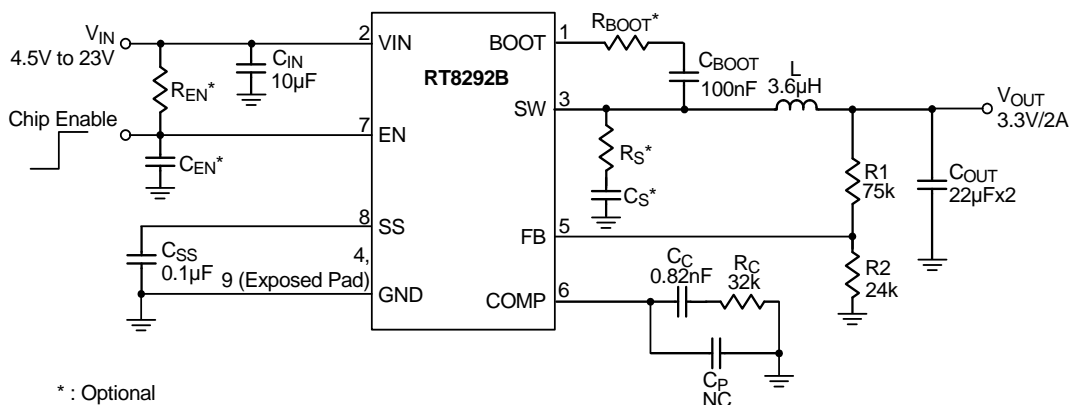 VIN
4.5V to 23V
REN*
CIN
10µF
2
VIN
BOOT
1
RBOOT*
RT8292B
CBOOT
100nF
L
3.6µH
VOUT
3.3V/2A
SW
3
Chip Enable
7
EN
CEN*
RS*
CS*
R1
75k
COUT
22µFx2
8
SS
CSS
0.1µF
4,
9 (Exposed Pad)
GND
FB
5
R2
24k
COMP
6
CC
0.82nF
RC
32k
CP
NC
* : Optional